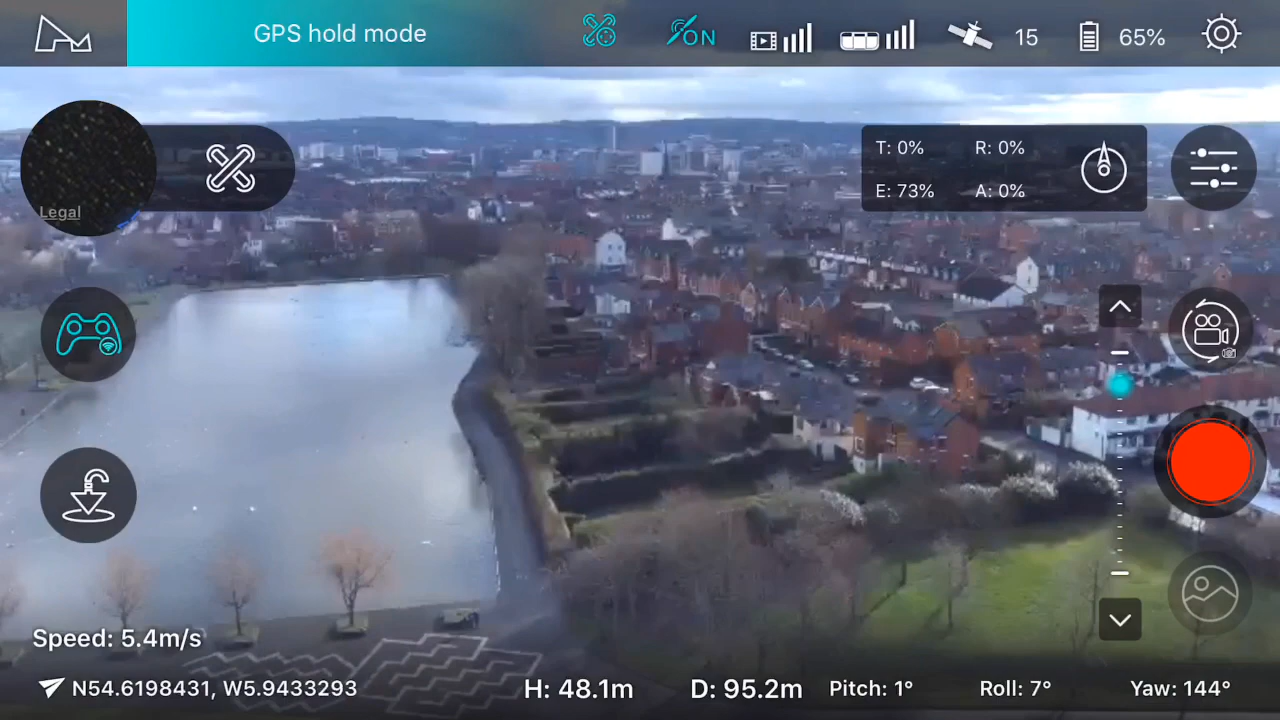 GPS hold mode
ON
15
65%
T: 0% R: 0%
E: 73% A: 0%
Legal
Speed: 5.4m/s
N54.6198431, W5.9433293
H: 48.1m
D: 95.2m
Pitch: 1°
Roll: 7°
Yaw: 144°